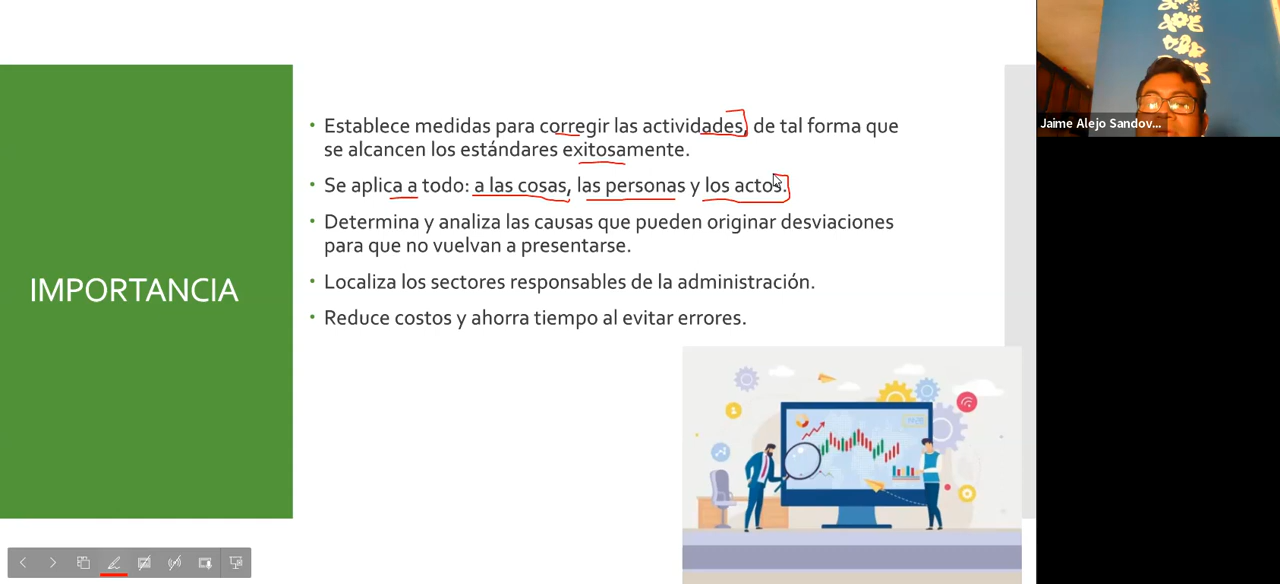 IMPORTANCIA
• Establece medidas para corregir las actividades, de tal forma que
se alcancen los estándares exitosamente.
• Se aplica a todo: a las cosas, las personas y los actos.
• Determina y analiza las causas que pueden originar desviaciones
para que no vuelvan a presentarse.
• Localiza los sectores responsables de la administración.
• Reduce costos y ahorra tiempo al evitar errores.
Jaime Alejo Sandov...